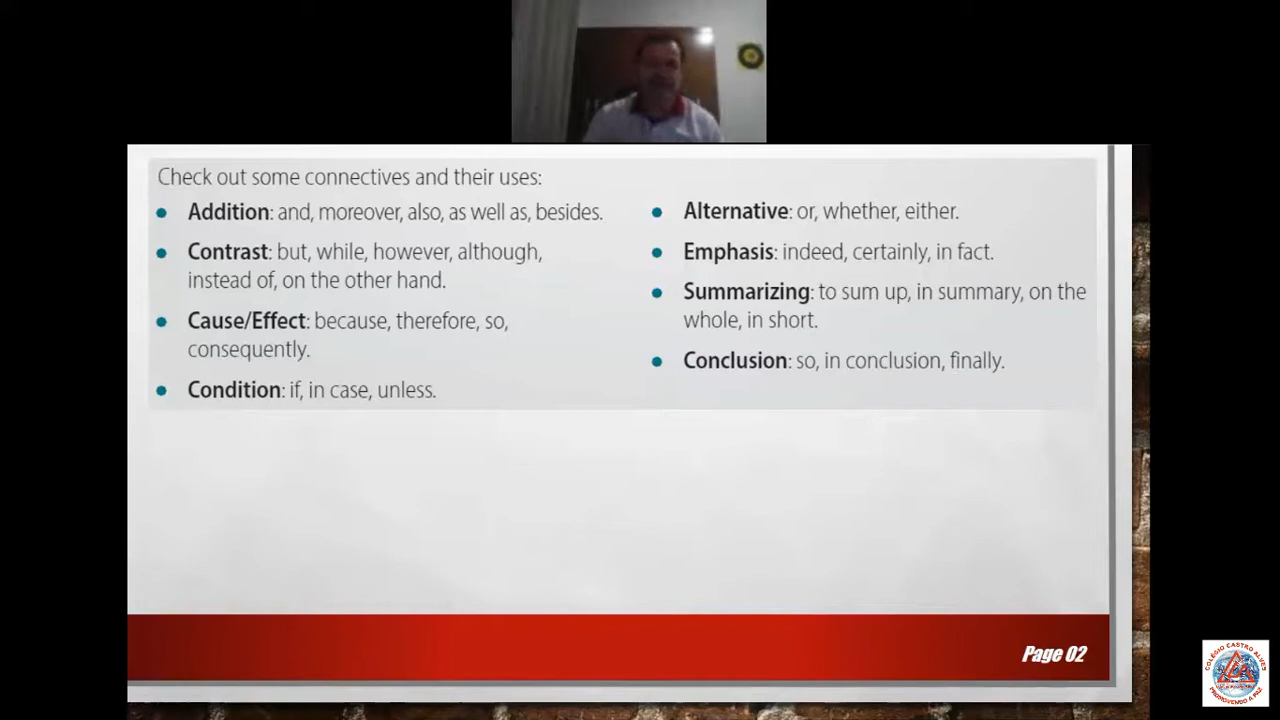 Check out some connectives and their uses:
• Addition: and, moreover, also, as well as, besides.
• Contrast: but, while, however, although,
instead of, on the other hand.
• Cause/Effect: because, therefore, so,
consequently.
• Condition: if, in case, unless.
• Alternative: or, whether, either.
• Emphasis: indeed, certainly, in fact.
• Summarizing: to sum up, in summary, on the
whole, in short.
• Conclusion: so, in conclusion, finally.
Page 02
COLÉGIO CASTRO ALVES
PROMOVENDO A PAZ